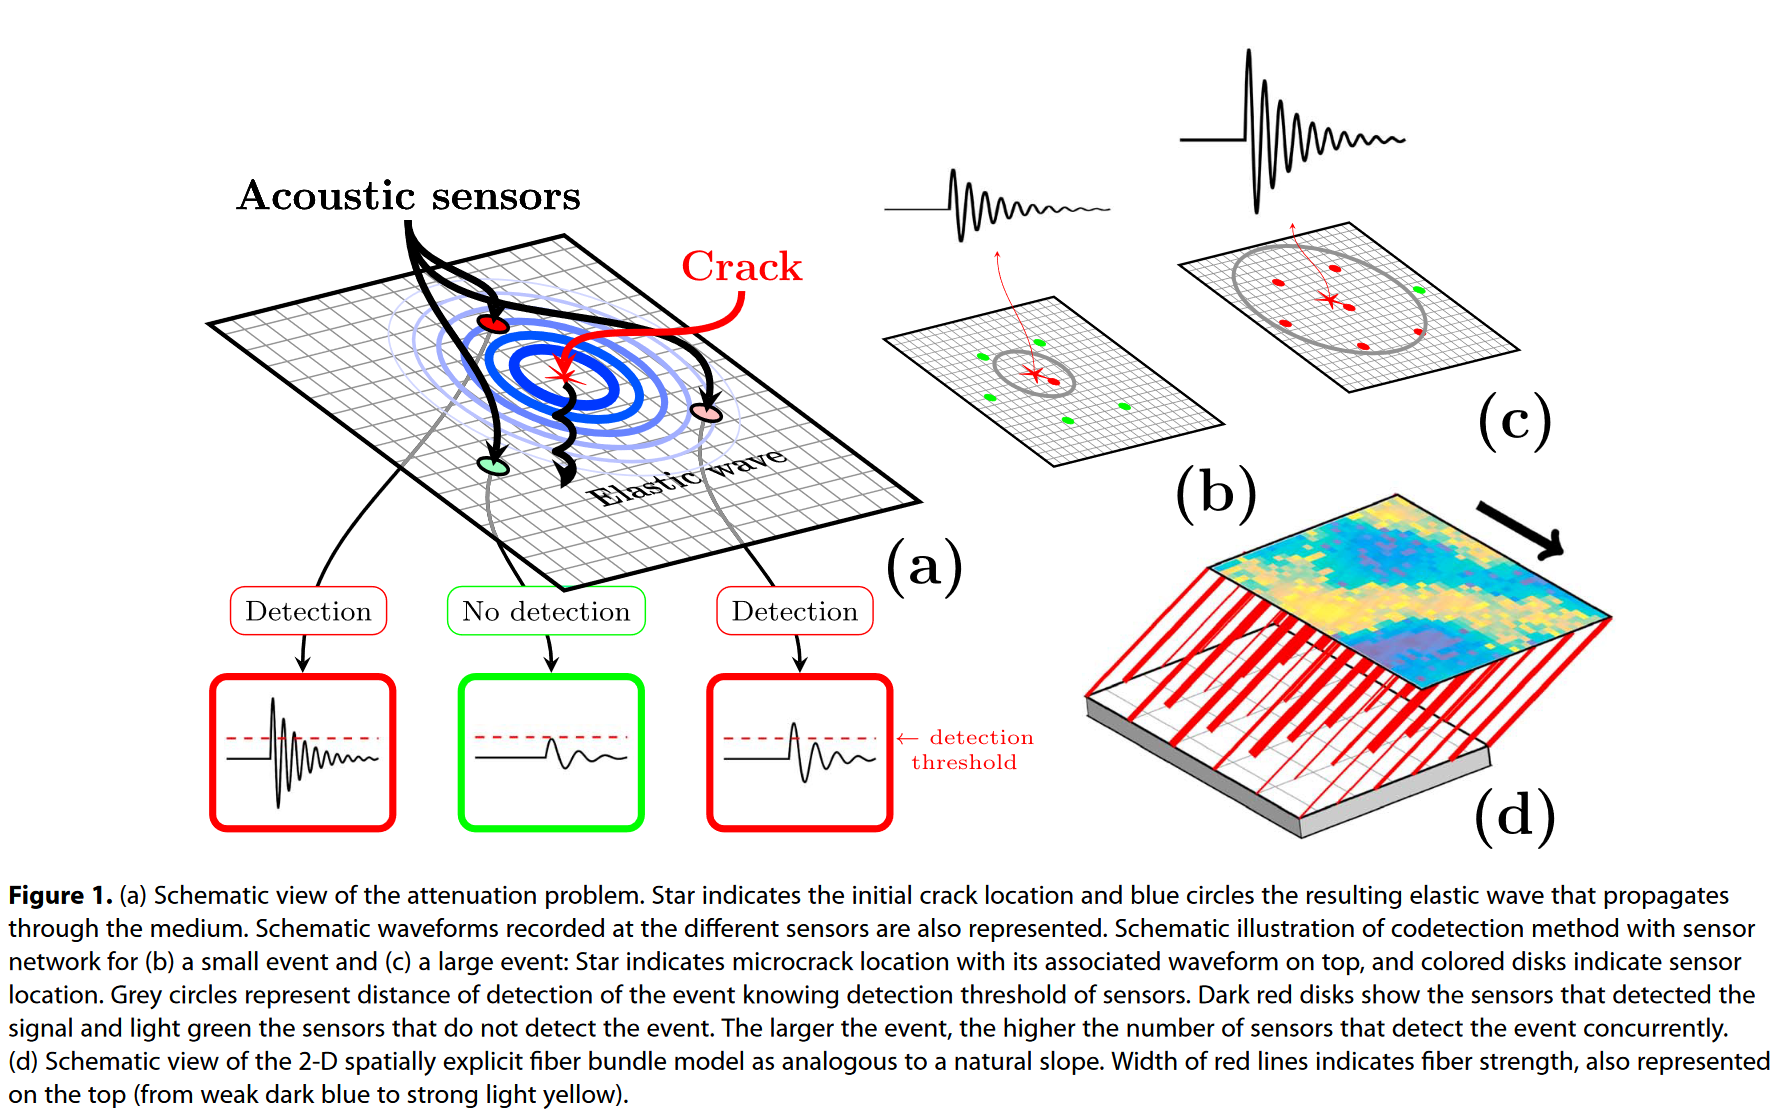 Acoustic sensors
Crack
Elastic wave
(a)
(b)
(c)
(d)
Detection
No detection
Detection
← detection
threshold
Figure 1. (a) Schematic view of the attenuation problem. Star indicates the initial crack location and blue circles the resulting elastic wave that propagates
through the medium. Schematic waveforms recorded at the different sensors are also represented. Schematic illustration of codetection method with sensor
network for (b) a small event and (c) a large event: Star indicates microcrack location with its associated waveform on top, and colored disks indicate sensor
location. Grey circles represent distance of detection of the event knowing detection threshold of sensors. Dark red disks show the sensors that detected the
signal and light green the sensors that do not detect the event. The larger the event, the higher the number of sensors that detect the event concurrently.
(d) Schematic view of the 2-D spatially explicit fiber bundle model as analogous to a natural slope. Width of red lines indicates fiber strength, also represented
on the top (from weak dark blue to strong light yellow).